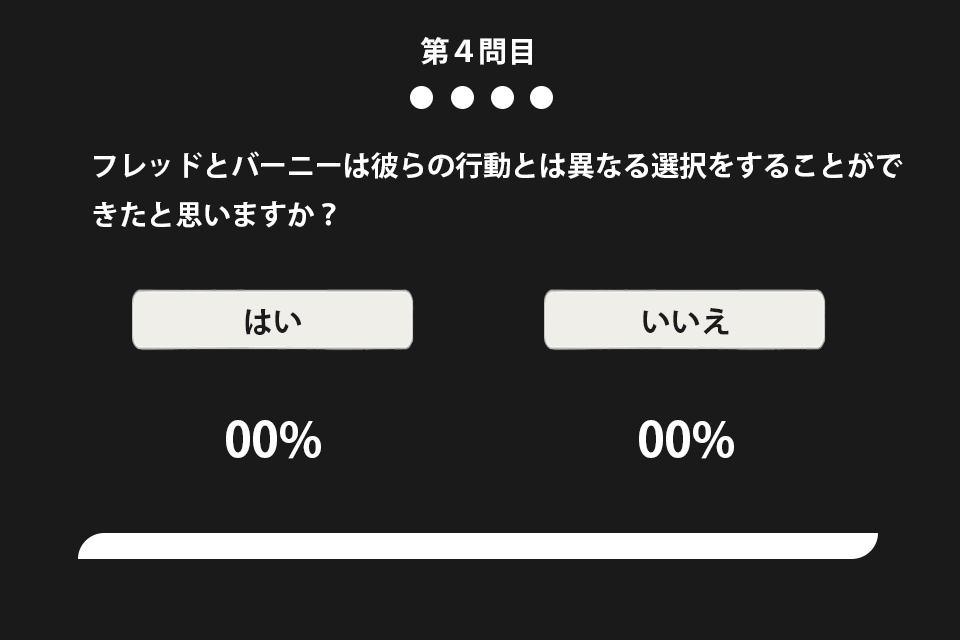 第４問目
フレッドとバーニーは彼らの行動とは異なる選択をすることがで
きたと思いますか？
はい
いいえ
00%
00%